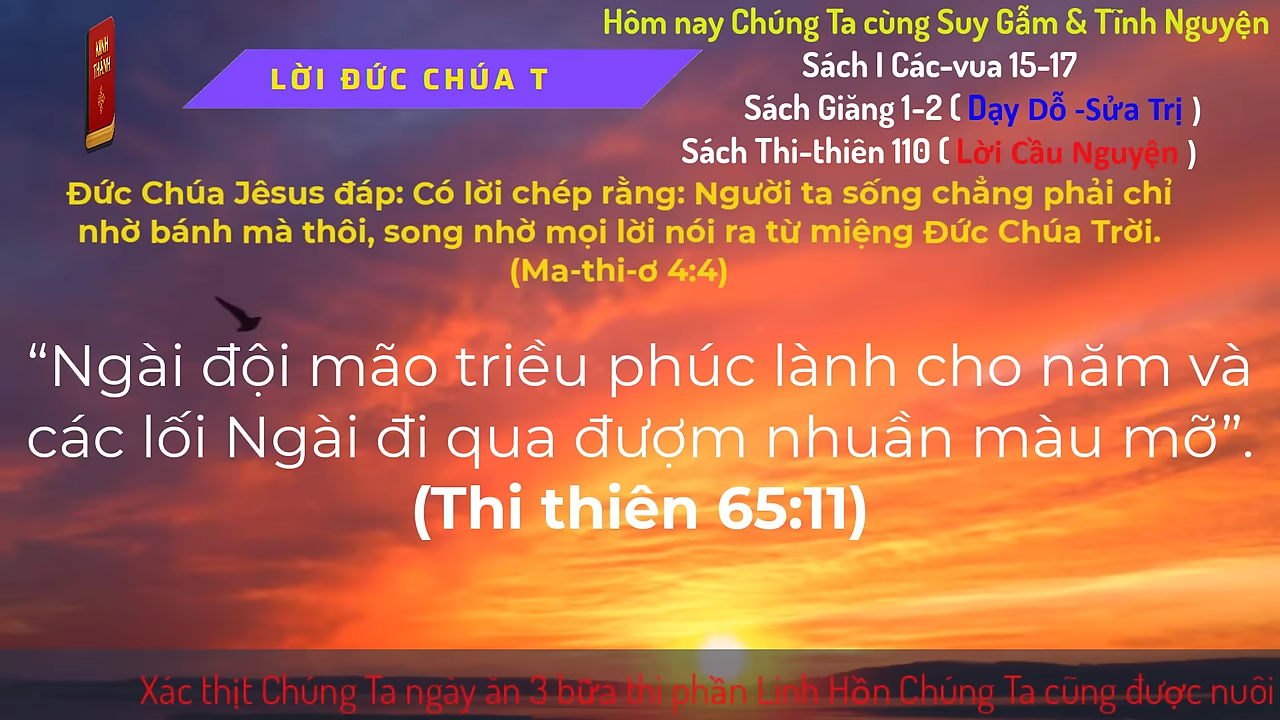 KINH
THÁNH
LỜI ĐỨC CHÚA T
Hôm nay Chúng Ta cùng Suy Gẫm & Tĩnh Nguyện
Sách I Các-vua 15-17
Sách Giăng 1-2 ( Dạy Dỗ -Sửa Trị )
Sách Thi-thiên 110 ( Lời Cầu Nguyện )
Đức Chúa Jêsus đáp: Có lời chép rằng: Người ta sống chẳng phải chỉ
nhờ bánh mà thôi, song nhờ mọi lời nói ra từ miệng Đức Chúa Trời.
(Ma-thi-ơ 4:4)
“Ngài đội mão triều phúc lành cho năm và
các lối Ngài đi qua đượm nhuần màu mỡ”.
(Thi thiên 65:11)
Xác thịt Chúng Ta ngày ăn 3 bữa thì phần Linh Hồn Chúng Ta cũng được nuôi